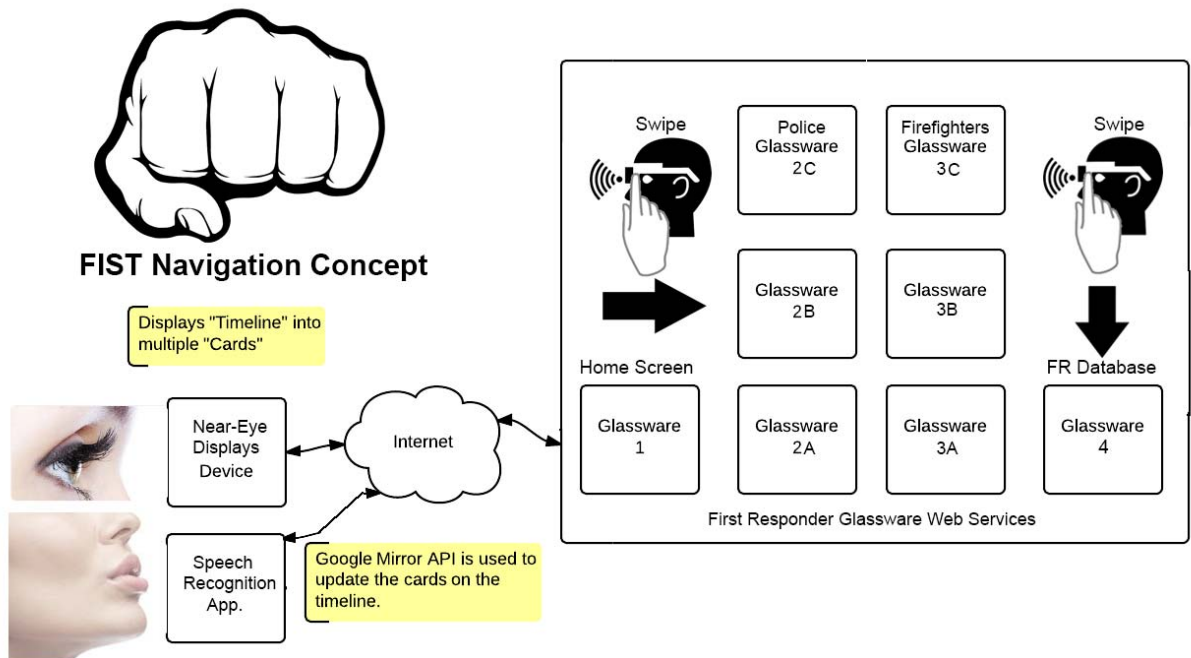 FIST Navigation Concept
Displays "Timeline" into
multiple "Cards"
Near-Eye
Displays
Device
Internet
Speech
Recognition
App.
Google Mirror API is used to
update the cards on the
timeline.
Swipe
Police
Glassware
2C
Firefighters
Glassware
3C
Swipe
Glassware
2B
Glassware
3B
Home Screen
FR Database
Glassware
1
Glassware
2A
Glassware
3A
Glassware
4
First Responder Glassware Web Services